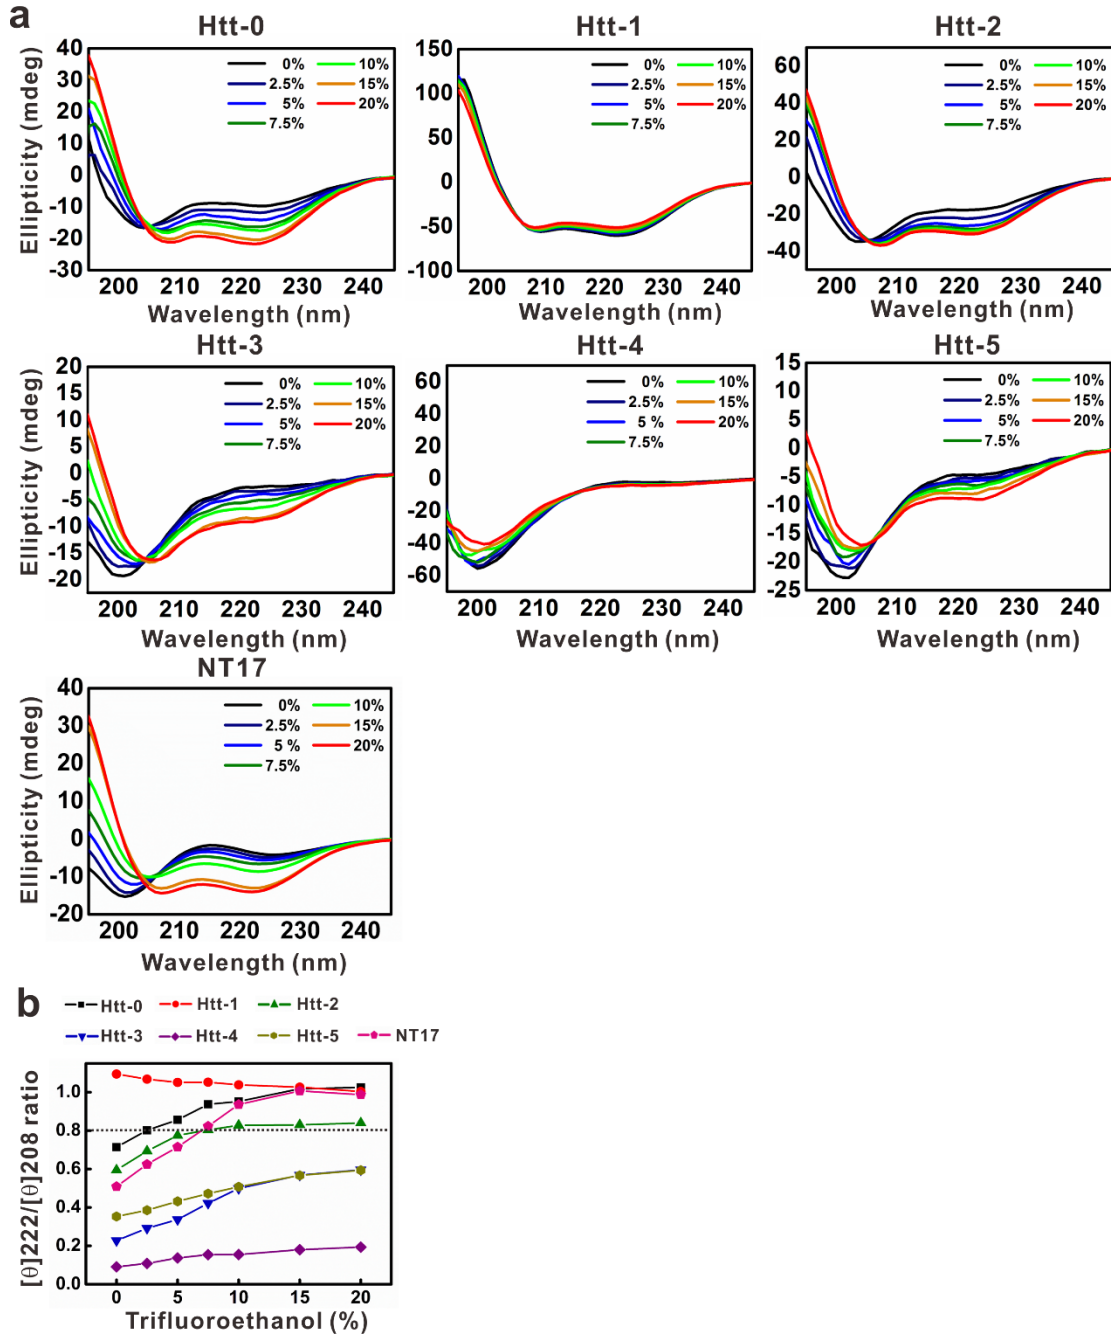 a
Htt-0 Htt-1 Htt-2
Ellipticity (mdeg)
40 30 20 10 0 -10 -20 -30
0% 10%
2.5% 15%
5% 20%
7.5%
150 100 50 0 -50 -100
0% 10%
2.5% 15%
5% 20%
7.5%
60 40 20 0 -20 -40
0% 10%
2.5% 15%
5% 20%
7.5%
200 210 220 230 240
200 210 220 230 240
200 210 220 230 240
Wavelength (nm) Wavelength (nm) Wavelength (nm)
Htt-3 Htt-4 Htt-5
Ellipticity (mdeg)
20 15 10 5 0 -5 -10 -15 -20
0% 10%
2.5% 15%
5% 20%
7.5%
60 40 20 0 -20 -40 -60
0% 10%
2.5% 15%
5 % 20%
7.5%
15 10 5 0 -5 -10 -15 -20 -25
0% 10%
2.5% 15%
5% 20%
7.5%
200 210 220 230 240
200 210 220 230 240
200 210 220 230 240
Wavelength (nm) Wavelength (nm) Wavelength (nm)
NT17
Ellipticity (mdeg)
40 30 20 10 0 -10 -20
0% 10%
2.5% 15%
5 % 20%
7.5%
200 210 220 230 240
Wavelength (nm)
b
Htt-0 Htt-1 Htt-2
Htt-3 Htt-4 Htt-5 NT17
[θ]222/[θ]208 ratio
1.0 0.8 0.6 0.4 0.2 0.0
0 5 10 15 20
Trifluoroethanol (%)